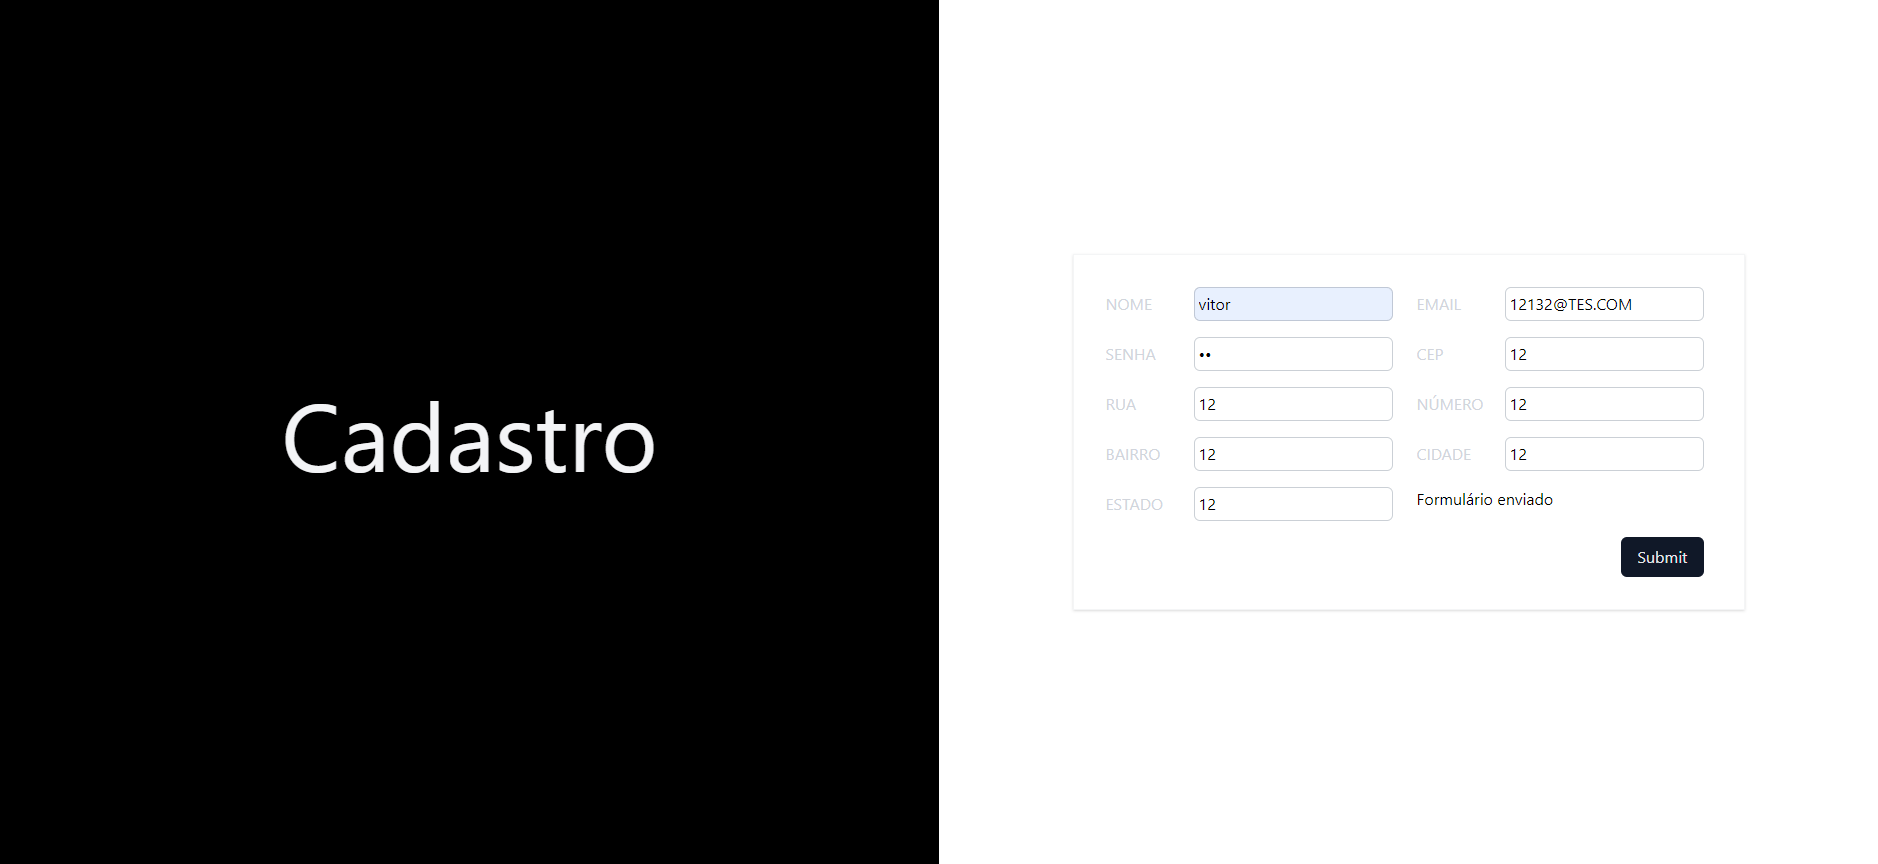 Cadastro
NOME vitor EMAIL 12132@TES.COM
SENHA •• CEP 12
RUA 12 NÚMERO 12
BAIRRO 12 CIDADE 12
ESTADO 12 Formulário enviado
Submit